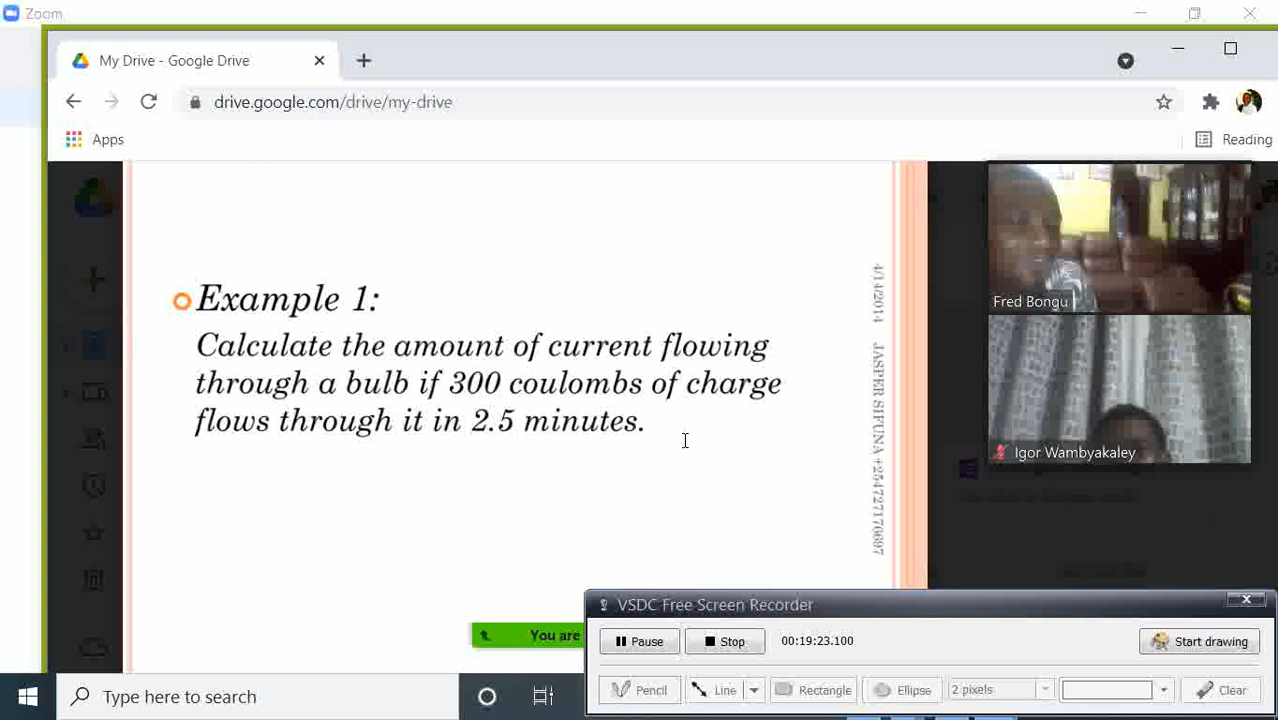 Zoom
My Drive - Google Drive
drive.google.com/drive/my-drive
Apps
Reading
Example 1:
Calculate the amount of current flowing
through a bulb if 300 coulombs of charge
flows through it in 2.5 minutes.
4/14/2014 JASPER SIFUNA
Fred Bongu
Igor Wambyakaley
You are
VSDC Free Screen Recorder
Pause Stop 00:19:23.100 Start drawing
Pencil Line Rectangle Ellipse 2 pixels Clear
Type here to search